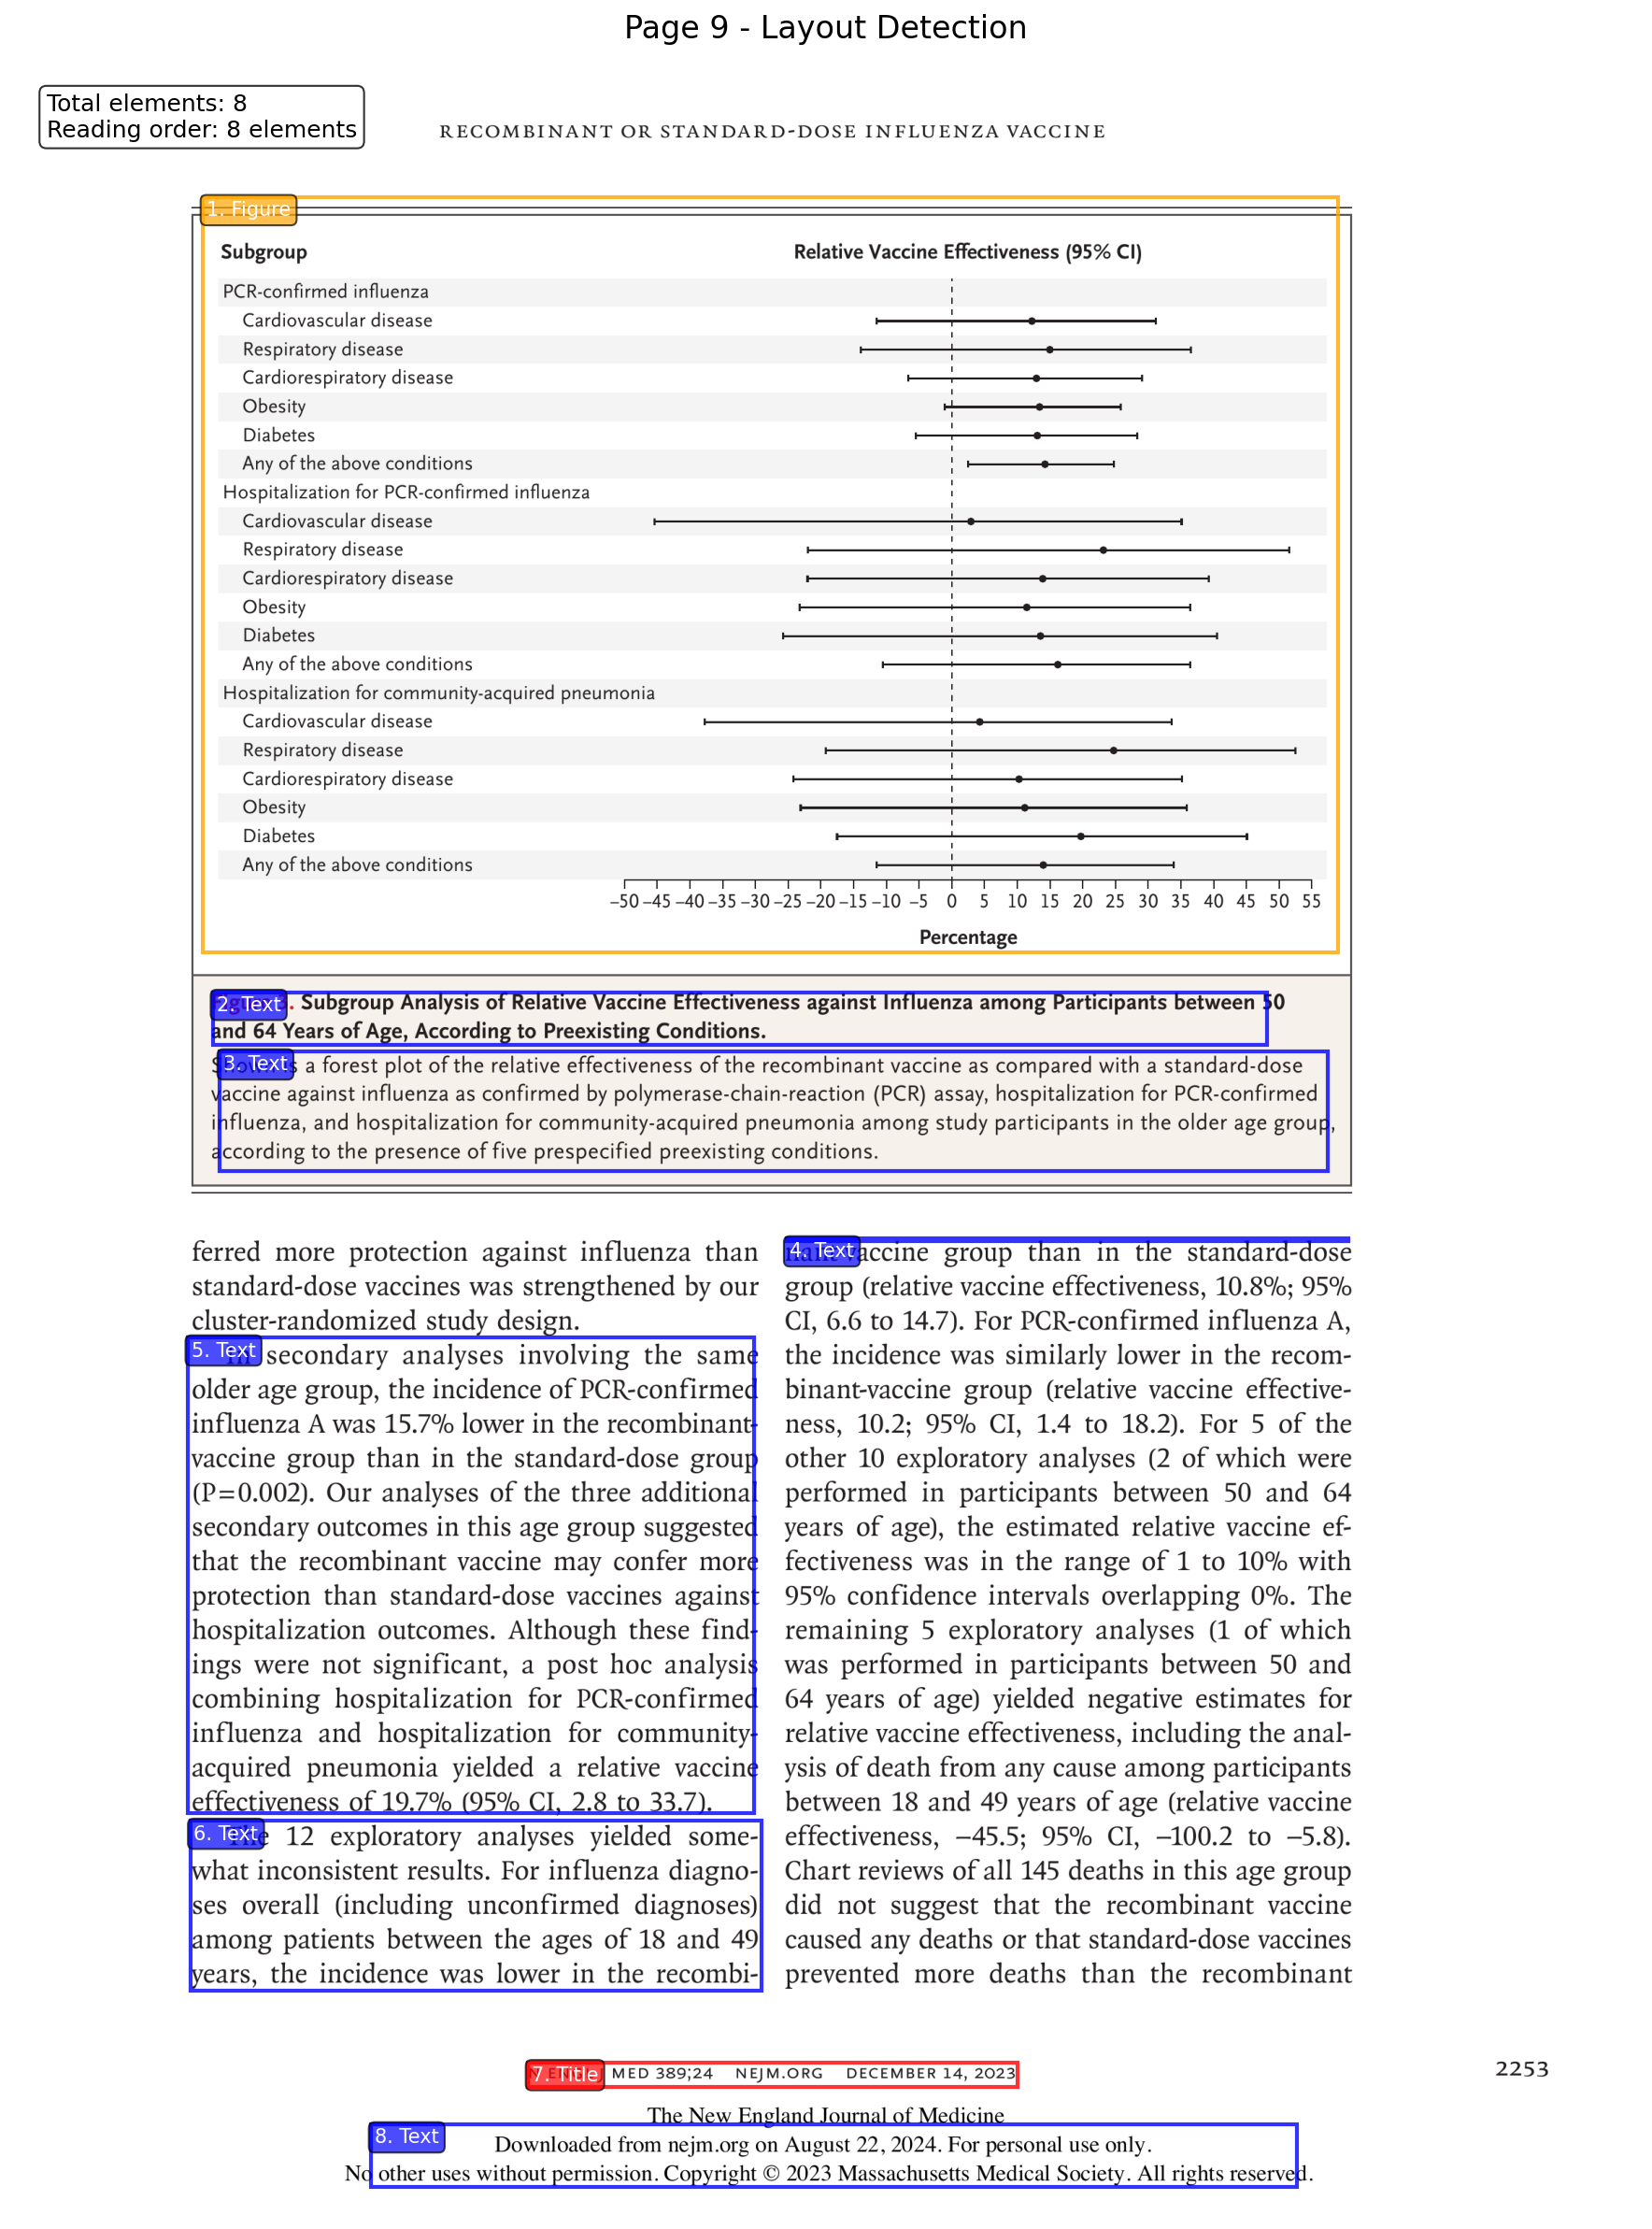 Page 9 - Layout Detection
Total elements: 8
Reading order: 8 elements
RECOMBINANT OR STANDARD-DOSE INFLUENZA VACCINE
1. Figure
Subgroup Relative Vaccine Effectiveness (95% CI)
PCR-confirmed influenza
Cardiovascular disease
Respiratory disease
Cardiorespiratory disease
Obesity
Diabetes
Any of the above conditions
Hospitalization for PCR-confirmed influenza
Cardiovascular disease
Respiratory disease
Cardiorespiratory disease
Obesity
Diabetes
Any of the above conditions
Hospitalization for community-acquired pneumonia
Cardiovascular disease
Respiratory disease
Cardiorespiratory disease
Obesity
Diabetes
Any of the above conditions
–50 –45 –40 –35 –30 –25 –20 –15 –10 –5 0 5 10 15 20 25 30 35 40 45 50 55
Percentage
2. Text . Subgroup Analysis of Relative Vaccine Effectiveness against Influenza among Participants between 50
and 64 Years of Age, According to Preexisting Conditions.
3. Text a forest plot of the relative effectiveness of the recombinant vaccine as compared with a standard-dose
vaccine against influenza as confirmed by polymerase-chain-reaction (PCR) assay, hospitalization for PCR-confirmed
influenza, and hospitalization for community-acquired pneumonia among study participants in the older age group,
according to the presence of five prespecified preexisting conditions.
ferred more protection against influenza than
standard-dose vaccines was strengthened by our
cluster-randomized study design.
5. Text
In secondary analyses involving the same
older age group, the incidence of PCR-confirmed
influenza A was 15.7% lower in the recombinant-
vaccine group than in the standard-dose group
(P=0.002). Our analyses of the three additional
secondary outcomes in this age group suggested
that the recombinant vaccine may confer more
protection than standard-dose vaccines against
hospitalization outcomes. Although these find-
ings were not significant, a post hoc analysis
combining hospitalization for PCR-confirmed
influenza and hospitalization for community-
acquired pneumonia yielded a relative vaccine
effectiveness of 19.7% (95% CI, 2.8 to 33.7).
6. Text
The 12 exploratory analyses yielded some-
what inconsistent results. For influenza diagno-
ses overall (including unconfirmed diagnoses)
among patients between the ages of 18 and 49
years, the incidence was lower in the recombi-
4. Text
vaccine group than in the standard-dose
group (relative vaccine effectiveness, 10.8%; 95%
CI, 6.6 to 14.7). For PCR-confirmed influenza A,
the incidence was similarly lower in the recom-
binant-vaccine group (relative vaccine effective-
ness, 10.2; 95% CI, 1.4 to 18.2). For 5 of the
other 10 exploratory analyses (2 of which were
performed in participants between 50 and 64
years of age), the estimated relative vaccine ef-
fectiveness was in the range of 1 to 10% with
95% confidence intervals overlapping 0%. The
remaining 5 exploratory analyses (1 of which
was performed in participants between 50 and
64 years of age) yielded negative estimates for
relative vaccine effectiveness, including the anal-
ysis of death from any cause among participants
between 18 and 49 years of age (relative vaccine
effectiveness, –45.5; 95% CI, –100.2 to –5.8).
Chart reviews of all 145 deaths in this age group
did not suggest that the recombinant vaccine
caused any deaths or that standard-dose vaccines
prevented more deaths than the recombinant
7. Title MED 389;24 NEJM.ORG DECEMBER 14, 2023 2253
The New England Journal of Medicine
8. Text
Downloaded from nejm.org on August 22, 2024. For personal use only.
No other uses without permission. Copyright © 2023 Massachusetts Medical Society. All rights reserved.